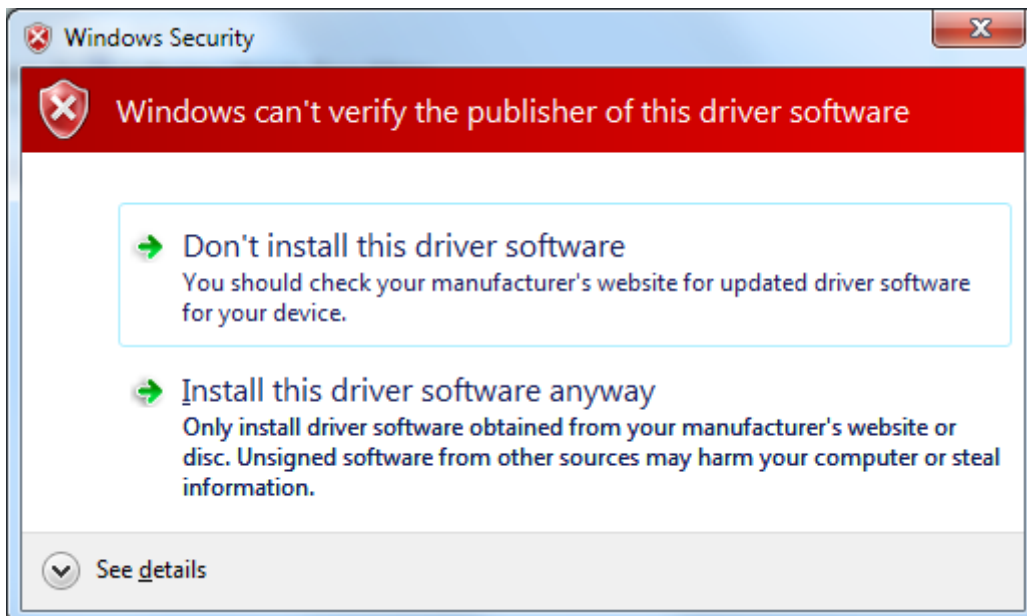 Windows Security
Windows can't verify the publisher of this driver software
Don't install this driver software
You should check your manufacturer's website for updated driver software
for your device.
Install this driver software anyway
Only install driver software obtained from your manufacturer's website or
disc. Unsigned software from other sources may harm your computer or steal
information.
See details